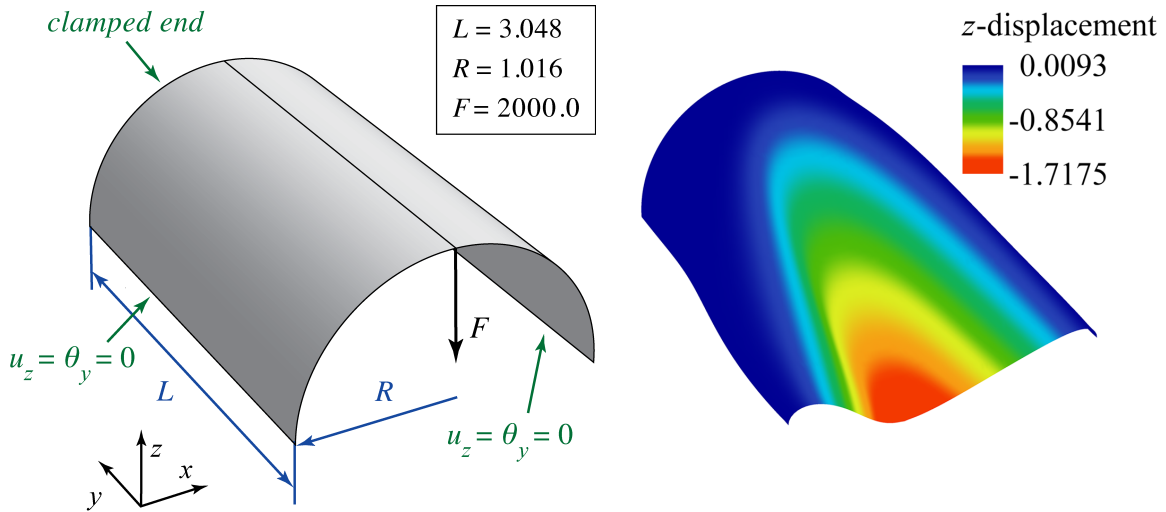 clamped end
L = 3.048
R = 1.016
F = 2000.0
F
u_z = θ_y = 0
L
R
u_z = θ_y = 0
z
x
y
z-displacement
0.0093
-0.8541
-1.7175